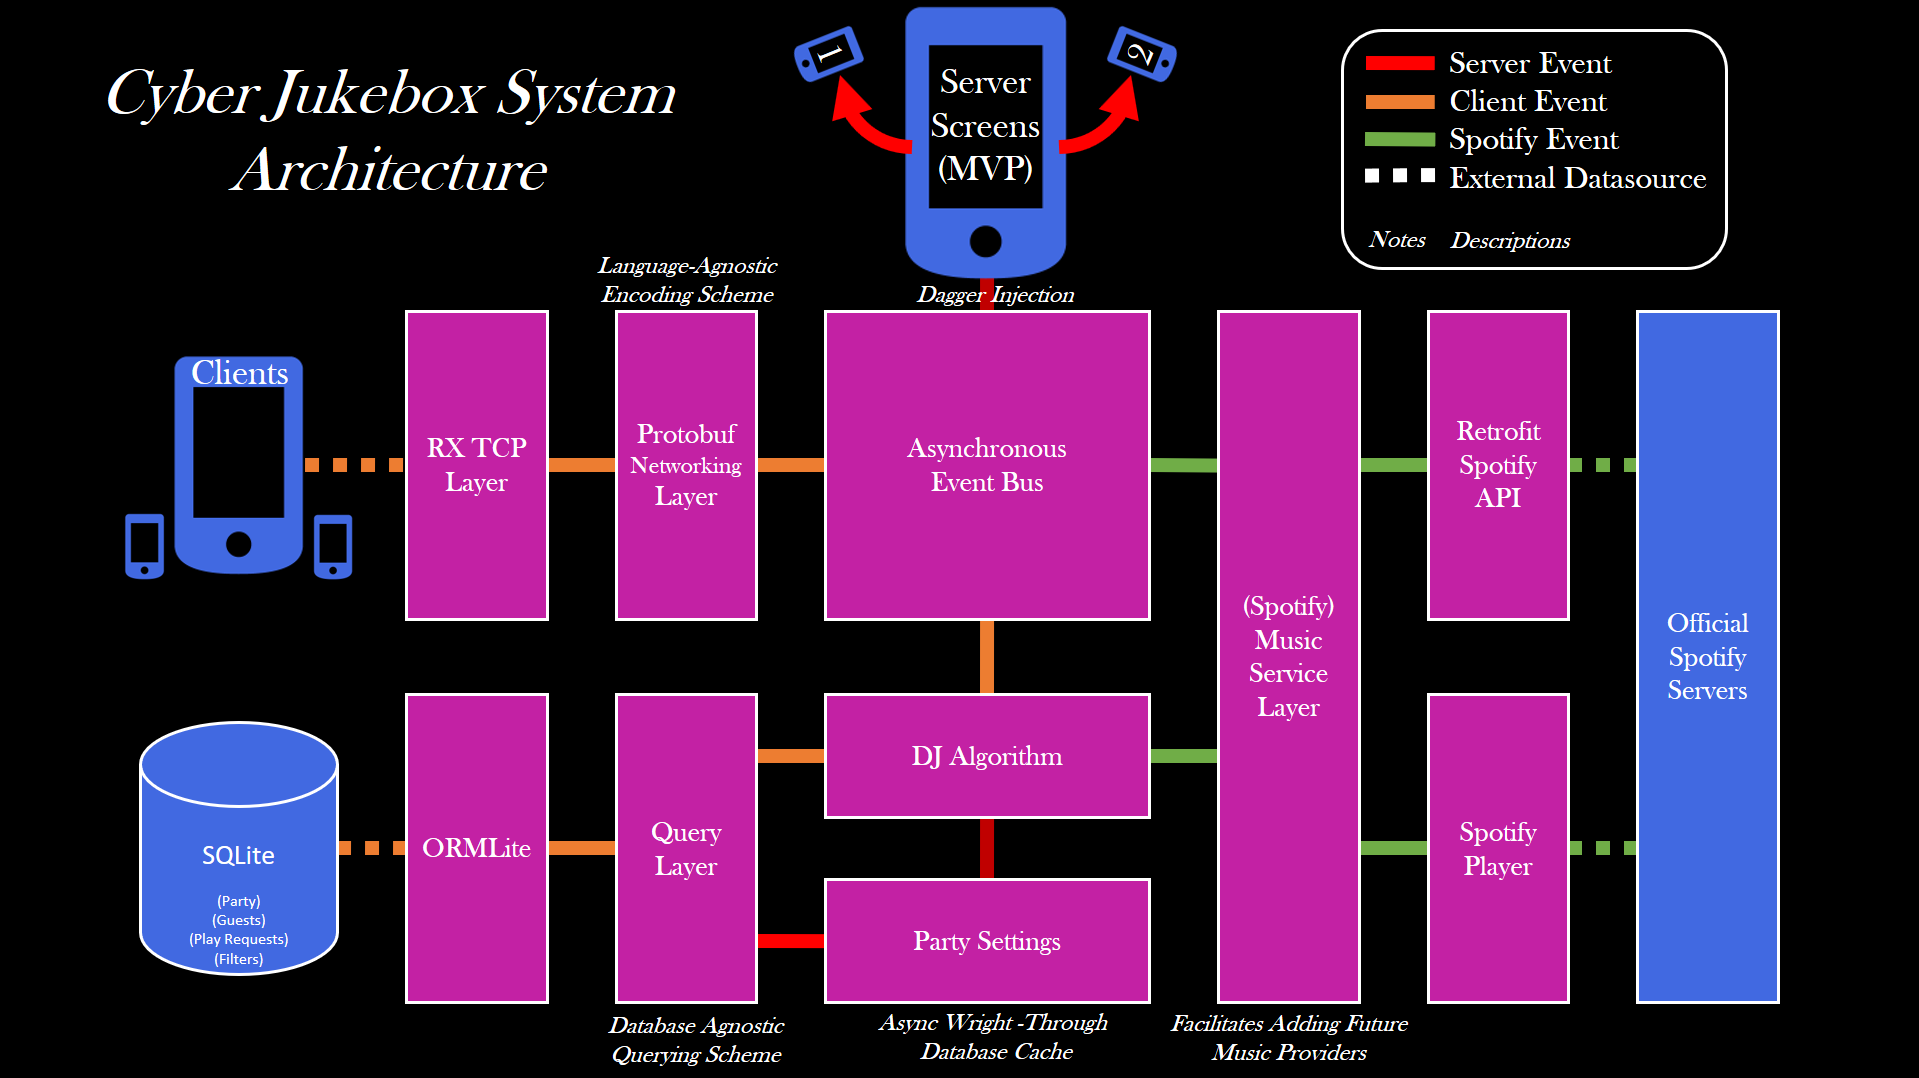 Cyber Jukebox System
Architecture
1
Server
Screens
(MVP)
2
Server Event
Client Event
Spotify Event
External Datasource
Notes Descriptions
Language-Agnostic
Encoding Scheme
Dagger Injection
Clients
RX TCP
Layer
Protobuf
Networking
Layer
Asynchronous
Event Bus
(Spotify)
Music
Service
Layer
Retrofit
Spotify
API
Official
Spotify
Servers
SQLite
(Party)
(Guests)
(Play Requests)
(Filters)
ORMLite
Query
Layer
DJ Algorithm
Party Settings
Spotify
Player
Database Agnostic
Querying Scheme
Async Wright -Through
Database Cache
Facilitates Adding Future
Music Providers